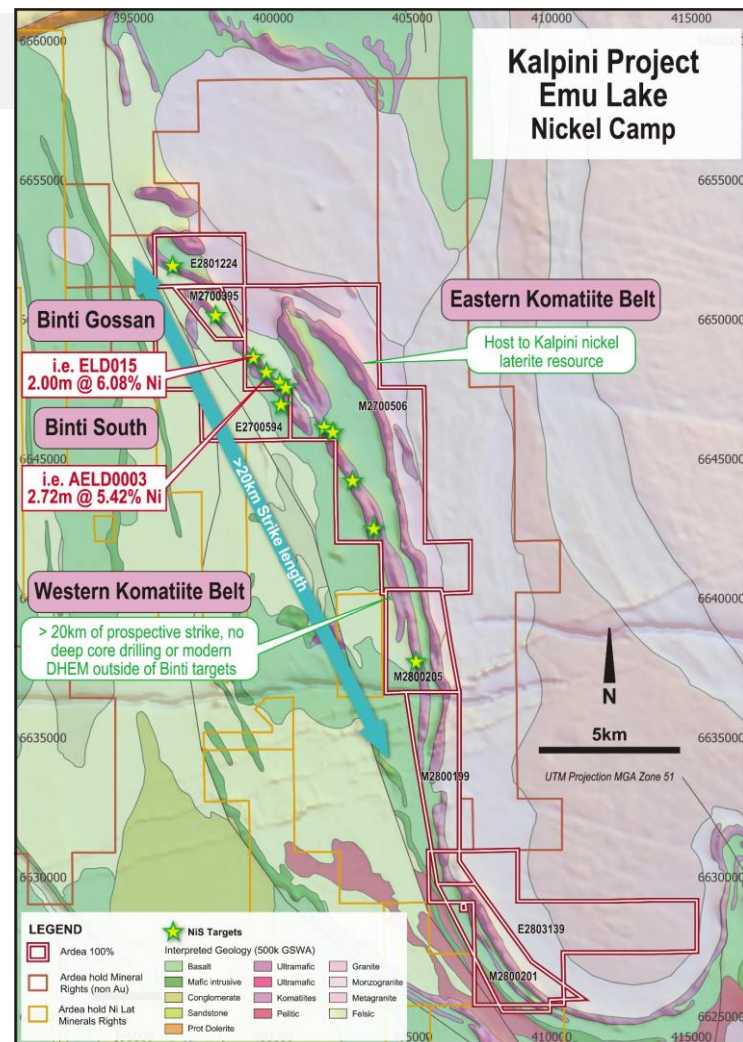 395000
400000
405000
410000
415000
6660000
6660000
Kalpini Project
Emu Lake
Nickel Camp
6655000
6655000
E2801224
M2700395
Eastern Komatiite Belt
6650000
Host to Kalpini nickel
laterite resource
Binti Gossan
i.e. ELD015
2.00m @ 6.08% Ni
M2700506
Binti South
E2700594
6645000
6645000
i.e. AELD0003
2.72m @ 5.42% Ni
>20km Strike length
Western Komatiite Belt
6640000
6640000
> 20km of prospective strike, no
deep core drilling or modern
DHEM outside of Binti targets
M2800205
N
6635000
6635000
5km
M2800199
UTM Projection MGA Zone 51
6630000
6630000
E2803139
M2800201
LEGEND
Ardea 100%
Ardea hold Mineral
Rights (non Au)
Ardea hold Ni Lat
Minerals Rights
NiS Targets
Interpreted Geology (500k GSWA)
Basalt
Mafic intrusive
Conglomerate
Sandstone
Prot Dolerite
Ultramafic
Ultramafic
Komatiites
Pelitic
Granite
Monzogranite
Metagranite
Felsic
6625000
405000
410000
415000